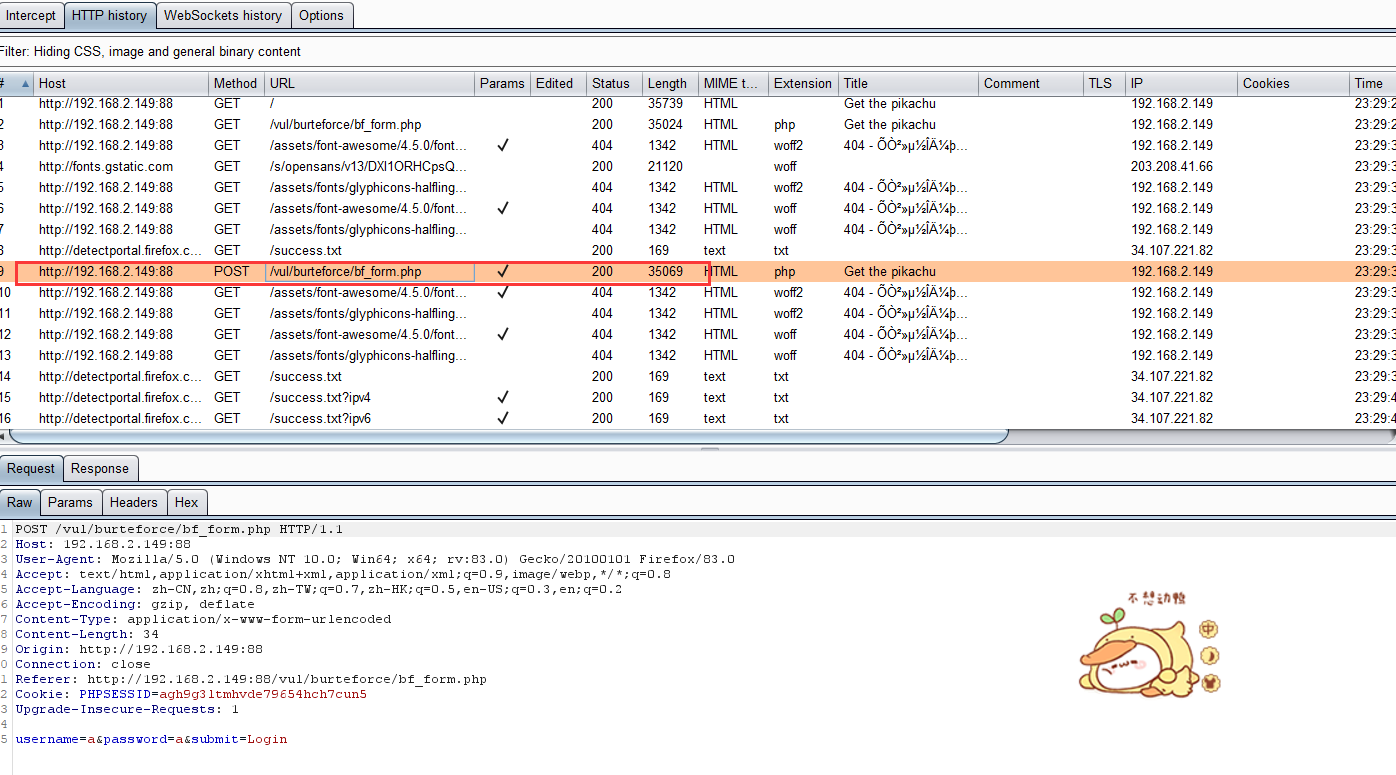 Intercept HTTP history WebSockets history Options
Filter: Hiding CSS, image and general binary content
# Host Method URL Params Edited Status Length MIME t... Extension Title Comment TLS IP Cookies Time
1 http://192.168.2.149:88 GET / 200 35739 HTML Get the pikachu 192.168.2.149 23:29:2
2 http://192.168.2.149:88 GET /vul/burteforce/bf_form.php 200 35024 HTML php Get the pikachu 192.168.2.149 23:29:2
3 http://192.168.2.149:88 GET /assets/font-awesome/4.5.0/font... ✓ 404 1342 HTML woff2 404 - ÕÒ²»µ½ÎÄ¼þ... 192.168.2.149 23:29:3
4 http://fonts.gstatic.com GET /s/opensans/v13/DXI1ORHCpsQ... 200 21120 woff 203.208.41.66 23:29:3
5 http://192.168.2.149:88 GET /assets/fonts/glyphicons-halfling... 404 1342 HTML woff2 404 - ÕÒ²»µ½ÎÄ¼þ... 192.168.2.149 23:29:3
6 http://192.168.2.149:88 GET /assets/font-awesome/4.5.0/font... ✓ 404 1342 HTML woff 404 - ÕÒ²»µ½ÎÄ¼þ... 192.168.2.149 23:29:3
7 http://192.168.2.149:88 GET /assets/fonts/glyphicons-halfling... 404 1342 HTML woff 404 - ÕÒ²»µ½ÎÄ¼þ... 192.168.2.149 23:29:3
8 http://detectportal.firefox.c... GET /success.txt 200 169 text txt 34.107.221.82 23:29:3
9 http://192.168.2.149:88 POST /vul/burteforce/bf_form.php ✓ 200 35069 HTML php Get the pikachu 192.168.2.149 23:29:3
10 http://192.168.2.149:88 GET /assets/font-awesome/4.5.0/font... ✓ 404 1342 HTML woff2 404 - ÕÒ²»µ½ÎÄ¼þ... 192.168.2.149 23:29:3
11 http://192.168.2.149:88 GET /assets/fonts/glyphicons-halfling... 404 1342 HTML woff2 404 - ÕÒ²»µ½ÎÄ¼þ... 192.168.2.149 23:29:3
12 http://192.168.2.149:88 GET /assets/font-awesome/4.5.0/font... ✓ 404 1342 HTML woff 404 - ÕÒ²»µ½ÎÄ¼þ... 192.168.2.149 23:29:3
13 http://192.168.2.149:88 GET /assets/fonts/glyphicons-halfling... 404 1342 HTML woff 404 - ÕÒ²»µ½ÎÄ¼þ... 192.168.2.149 23:29:3
14 http://detectportal.firefox.c... GET /success.txt 200 169 text txt 34.107.221.82 23:29:3
15 http://detectportal.firefox.c... GET /success.txt?ipv4 ✓ 200 169 text txt 34.107.221.82 23:29:4
16 http://detectportal.firefox.c... GET /success.txt?ipv6 ✓ 200 169 text txt 34.107.221.82 23:29:4
Request Response
Raw Params Headers Hex
1 POST /vul/burteforce/bf_form.php HTTP/1.1
2 Host: 192.168.2.149:88
3 User-Agent: Mozilla/5.0 (Windows NT 10.0; Win64; x64; rv:83.0) Gecko/20100101 Firefox/83.0
4 Accept: text/html,application/xhtml+xml,application/xml;q=0.9,image/webp,*/*;q=0.8
5 Accept-Language: zh-CN,zh;q=0.8,zh-TW;q=0.7,zh-HK;q=0.5,en-US;q=0.3,en;q=0.2
6 Accept-Encoding: gzip, deflate
7 Content-Type: application/x-www-form-urlencoded
8 Content-Length: 34
9 Origin: http://192.168.2.149:88
0 Connection: close
1 Referer: http://192.168.2.149:88/vul/burteforce/bf_form.php
2 Cookie: PHPSESSID=agh9g31tmhvde79654hch7cun5
3 Upgrade-Insecure-Requests: 1
4
5 username=a&password=a&submit=Login
不想动鸭
中